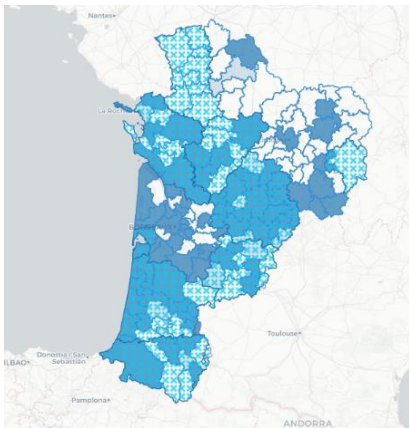 Nantes
La Roch
Toulouse
Donostia / San
Sebastián
BILBAO
Pamplona
ANDORRA